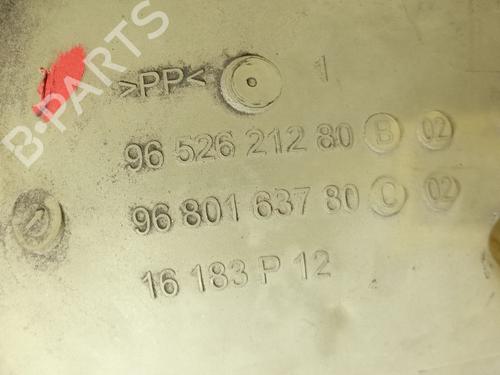 B-PARTS
>PP< 1
96 526 212 80 B 02
96 801 637 80 C 02
16 183 P 12